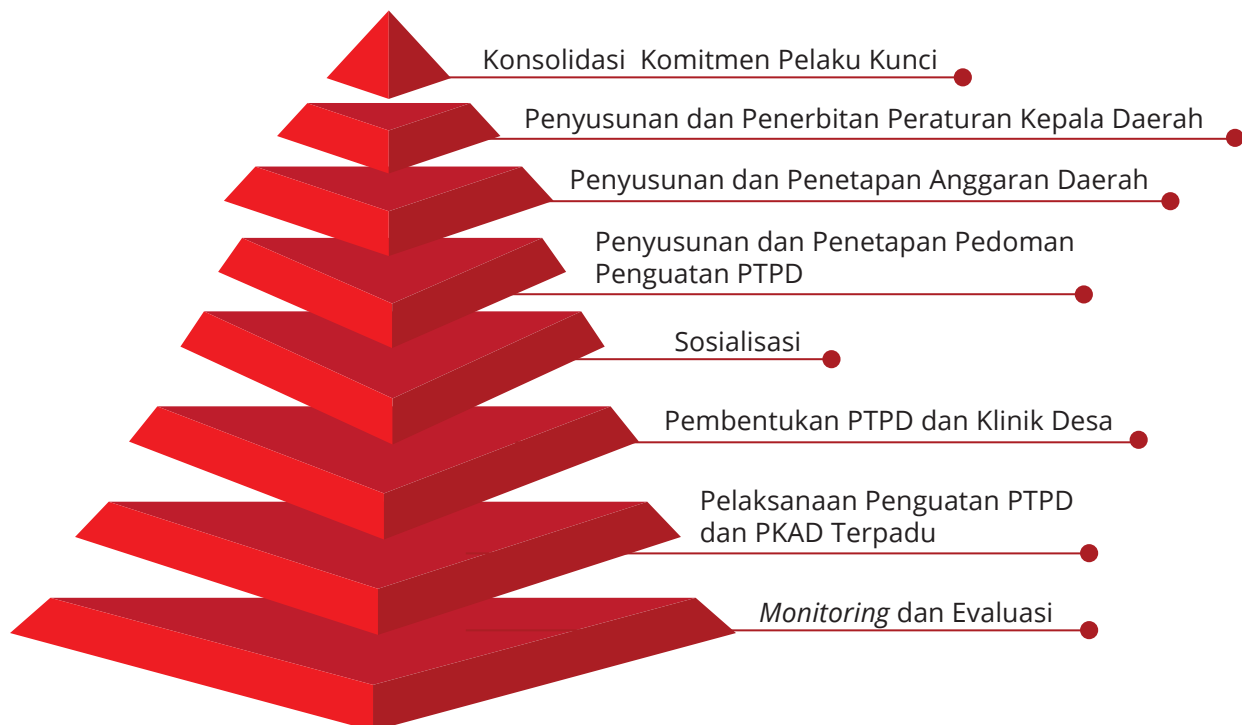 Konsolidasi Komitmen Pelaku Kunci
Penyusunan dan Penerbitan Peraturan Kepala Daerah
Penyusunan dan Penetapan Anggaran Daerah
Penyusunan dan Penetapan Pedoman
Penguatan PTPD
Sosialisasi
Pembentukan PTPD dan Klinik Desa
Pelaksanaan Penguatan PTPD
dan PKAD Terpadu
Monitoring dan Evaluasi